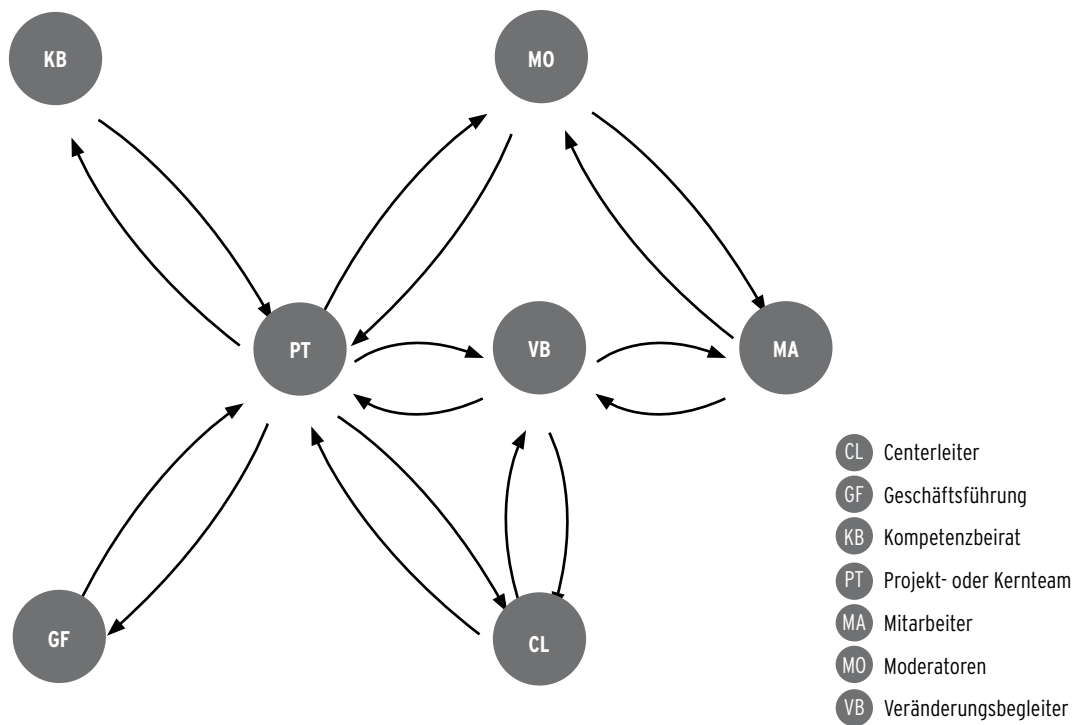 KB
MO
PT
VB
MA
GF
CL
CL Centerleiter
GF Geschäftsführung
KB Kompetenzbeirat
PT Projekt- oder Kernteam
MA Mitarbeiter
MO Moderatoren
VB Veränderungsbegleiter